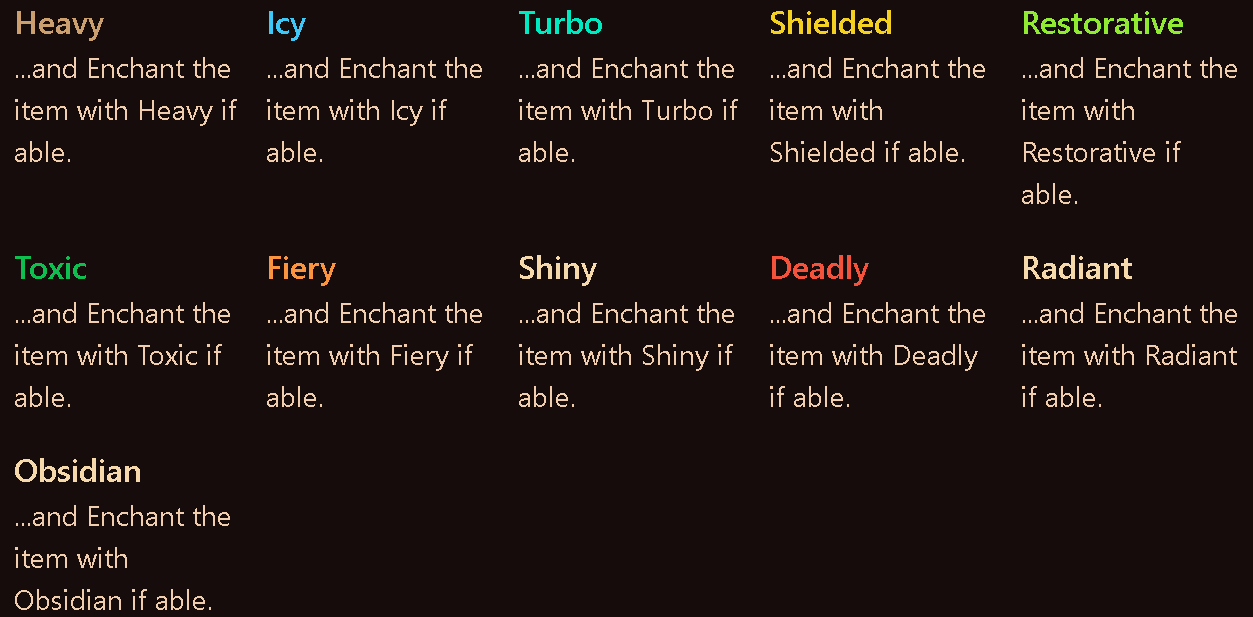 Heavy
...and Enchant the
item with Heavy if
able.
Icy
...and Enchant the
item with Icy if
able.
Turbo
...and Enchant the
item with Turbo if
able.
Shielded
...and Enchant the
item with
Shielded if able.
Restorative
...and Enchant the
item with
Restorative if
able.
Toxic
...and Enchant the
item with Toxic if
able.
Fiery
...and Enchant the
item with Fiery if
able.
Shiny
...and Enchant the
item with Shiny if
able.
Deadly
...and Enchant the
item with Deadly
if able.
Radiant
...and Enchant the
item with Radiant
if able.
Obsidian
...and Enchant the
item with
Obsidian if able.